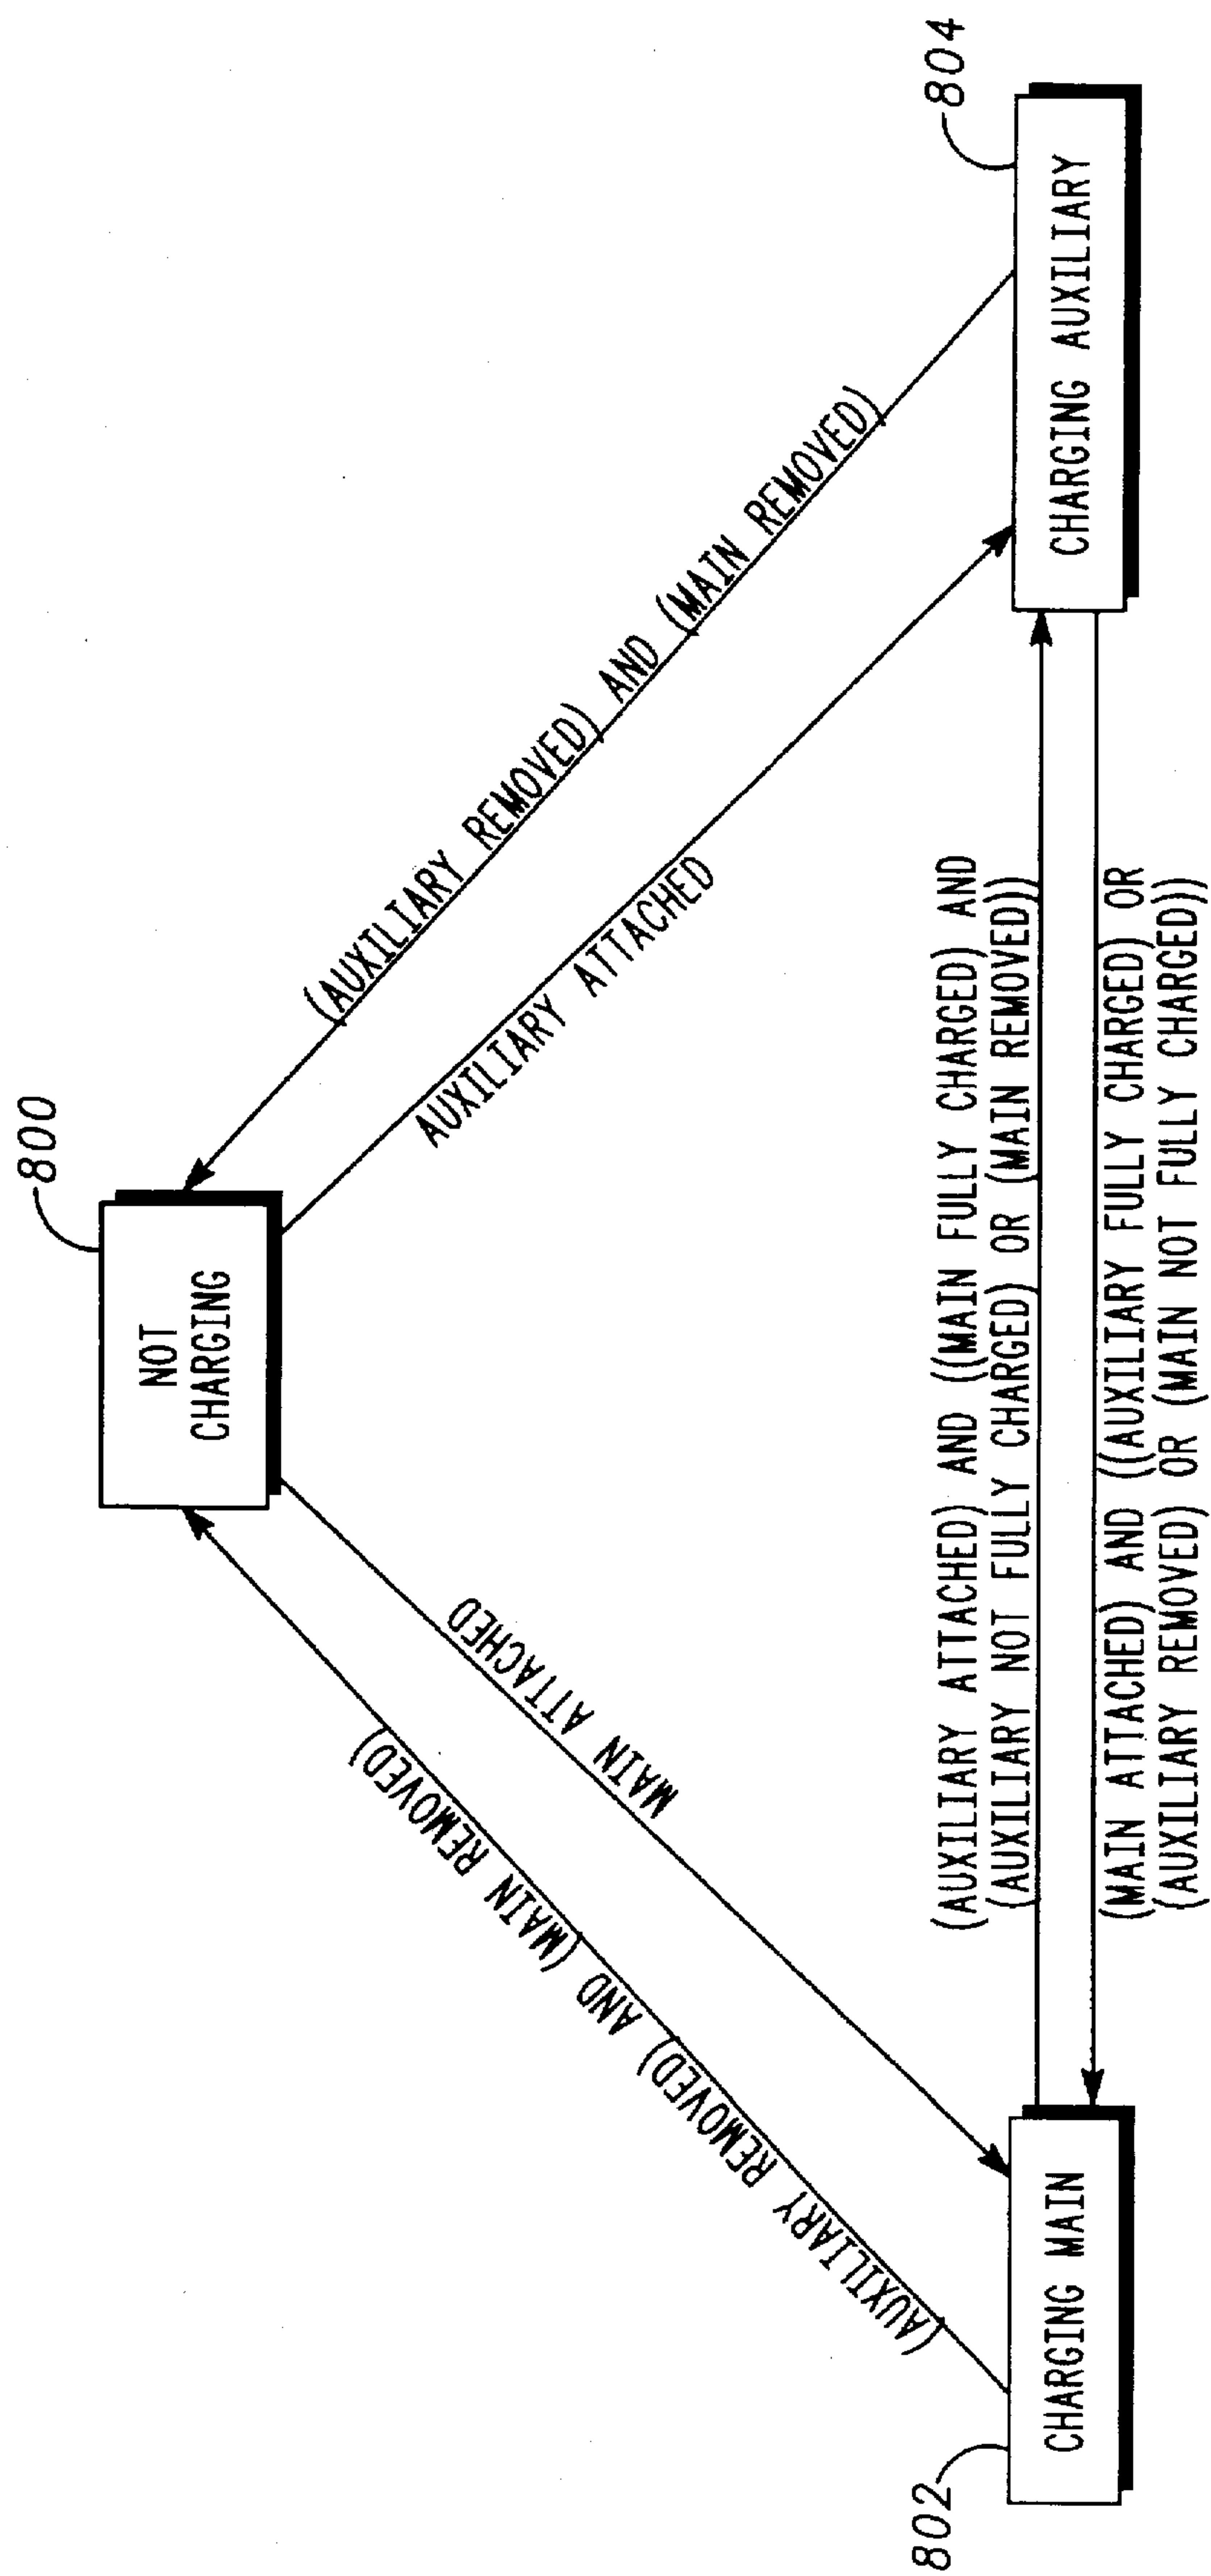 800
NOT
CHARGING
(AUXILIARY REMOVED) AND (MAIN REMOVED)
MAIN ATTACHED
(AUXILIARY REMOVED) AND (MAIN REMOVED)
AUXILIARY ATTACHED
(AUXILIARY ATTACHED) AND ((MAIN FULLY CHARGED) AND
(AUXILIARY NOT FULLY CHARGED) OR (MAIN REMOVED))
802
CHARGING MAIN
804
CHARGING AUXILIARY
(MAIN ATTACHED) AND ((AUXILIARY FULLY CHARGED) OR
(AUXILIARY REMOVED) OR (MAIN NOT FULLY CHARGED))